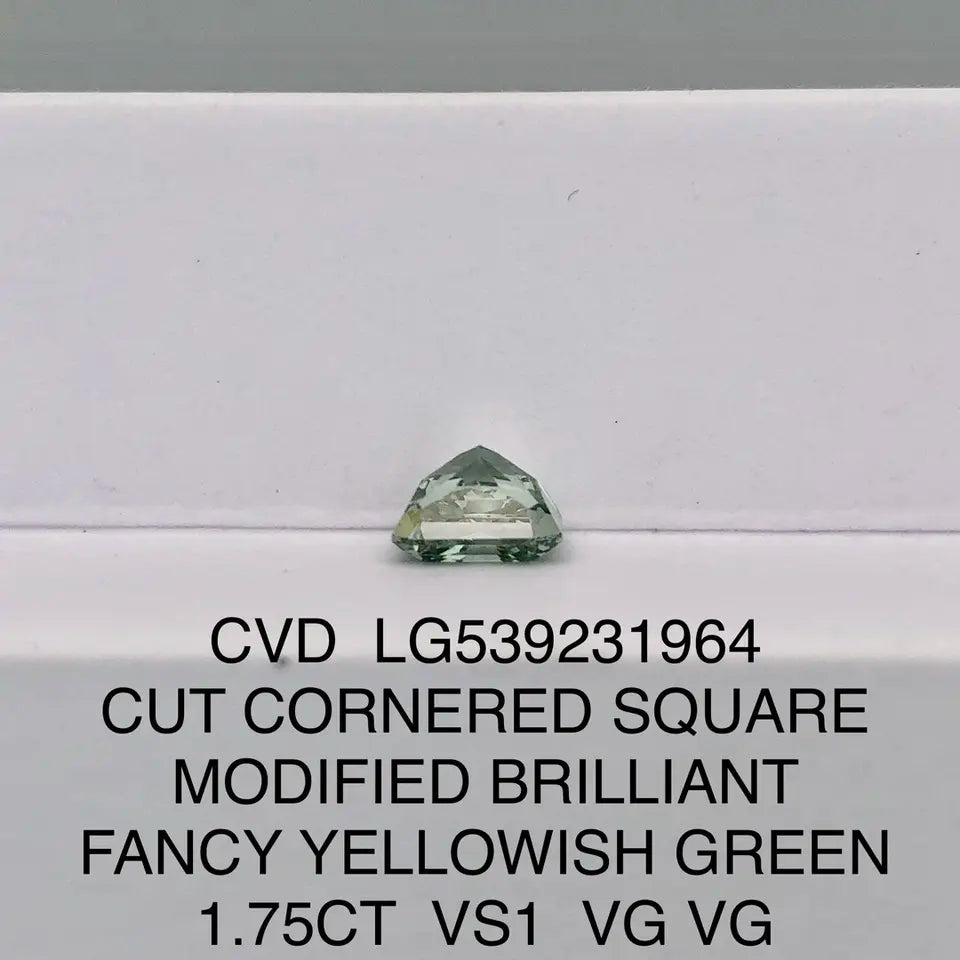 CVD LG539231964
CUT CORNERED SQUARE
MODIFIED BRILLIANT
FANCY YELLOWISH GREEN
1.75CT VS1 VG VG